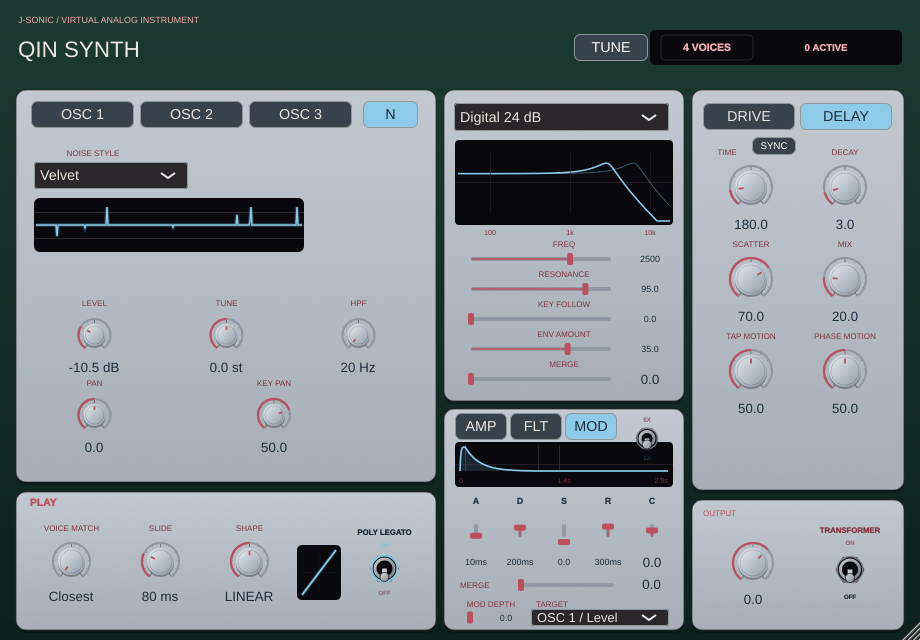 J-SONIC / VIRTUAL ANALOG INSTRUMENT
QIN SYNTH
TUNE
4 VOICES
0 ACTIVE
OSC 1
OSC 2
OSC 3
N
NOISE STYLE
Velvet
LEVEL
TUNE
HPF
-10.5 dB
0.0 st
20 Hz
PAN
KEY PAN
0.0
50.0
PLAY
VOICE MATCH
SLIDE
SHAPE
POLY LEGATO
Closest
80 ms
LINEAR
OFF
Digital 24 dB
100
1k
10k
FREQ
2500
RESONANCE
95.0
KEY FOLLOW
0.0
ENV AMOUNT
35.0
MERGE
0.0
AMP
FLT
MOD
5X
1X
0
1.4s
2.8s
A
D
S
R
C
10ms
200ms
0.0
300ms
0.0
MERGE
0.0
MOD DEPTH
TARGET
0.0
OSC 1 / Level
DRIVE
DELAY
TIME
SYNC
DECAY
180.0
3.0
SCATTER
MIX
70.0
20.0
TAP MOTION
PHASE MOTION
50.0
50.0
OUTPUT
TRANSFORMER
ON
0.0
OFF